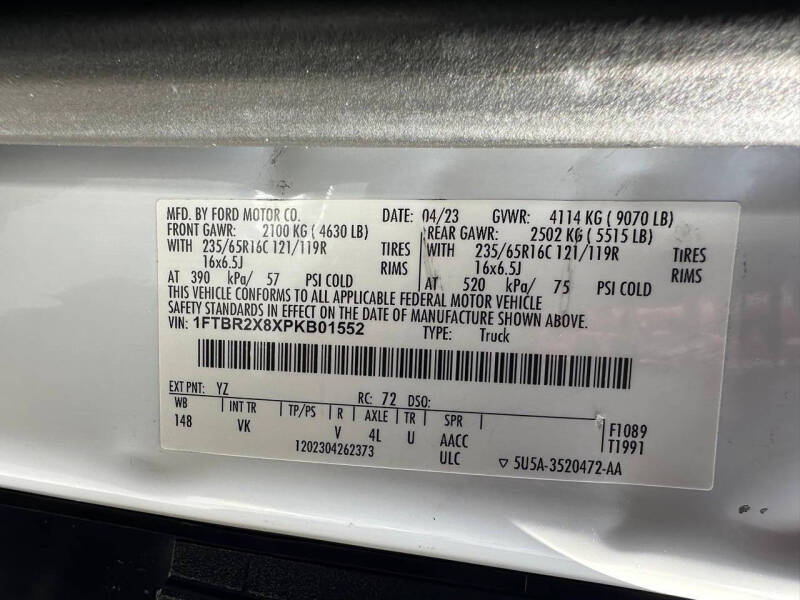 MFD. BY FORD MOTOR CO. DATE: 04/23 GVWR: 4114 KG ( 9070 LB)
FRONT GAWR: 2100 KG ( 4630 LB) REAR GAWR: 2502 KG ( 5515 LB)
WITH 235/65R16C 121/119R TIRES WITH 235/65R16C 121/119R TIRES
16x6.5J RIMS 16x6.5J RIMS
AT 390 kPa/ 57 PSI COLD AT 520 kPa/ 75 PSI COLD
THIS VEHICLE CONFORMS TO ALL APPLICABLE FEDERAL MOTOR VEHICLE
SAFETY STANDARDS IN EFFECT ON THE DATE OF MANUFACTURE SHOWN ABOVE.
VIN: 1FTBR2X8XPKB01552 TYPE: Truck
EXT PNT: YZ RC: 72 DSO:
WB INT TR TP/PS R AXLE TR SPR F1089
148 VK V 4L U AACC T1991
1202304262373 ULC ▽ 5U5A-3520472-AA